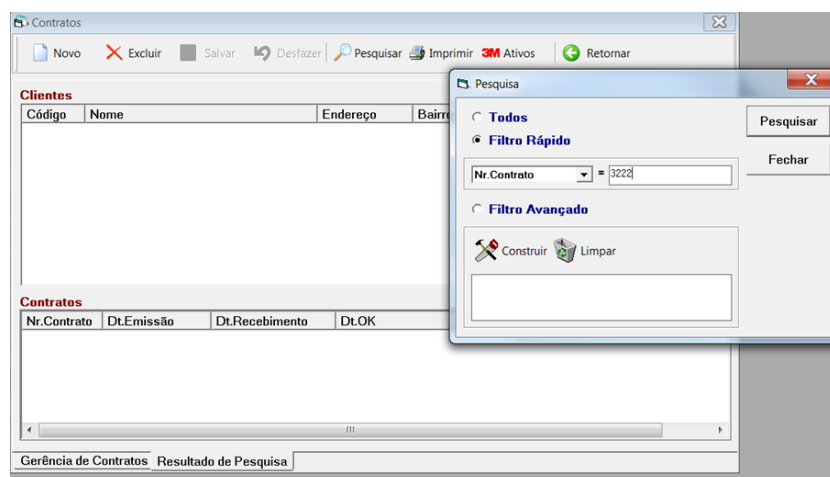 Contratos
Novo Excluir Salvar Desfazer Pesquisar Imprimir 3M Ativos Retornar
Clientes
Código Nome Endereço Bairro
Contratos
Nr.Contrato Dt.Emissão Dt.Recebimento Dt.OK
Gerência de Contratos Resultado de Pesquisa
Pesquisa
Todos
Pesquisar
Filtro Rápido
Fechar
Nr.Contrato = 3222
Filtro Avançado
Construir Limpar